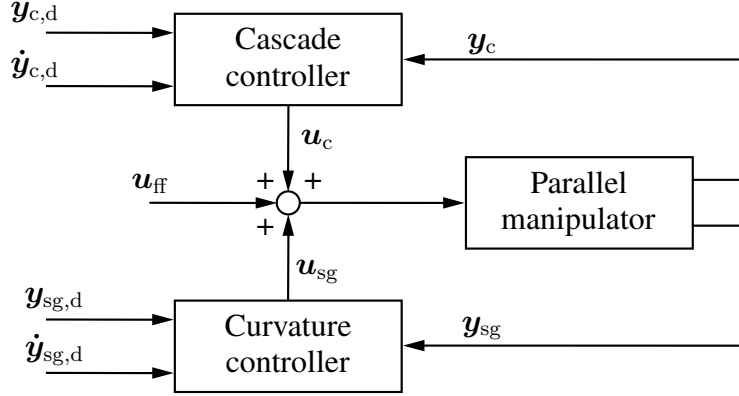 y_c,d
Cascade
controller
y_c
ẏ_c,d
u_c
u_ff
+ +
+
Parallel
manipulator
u_sg
y_sg,d
Curvature
controller
y_sg
ẏ_sg,d